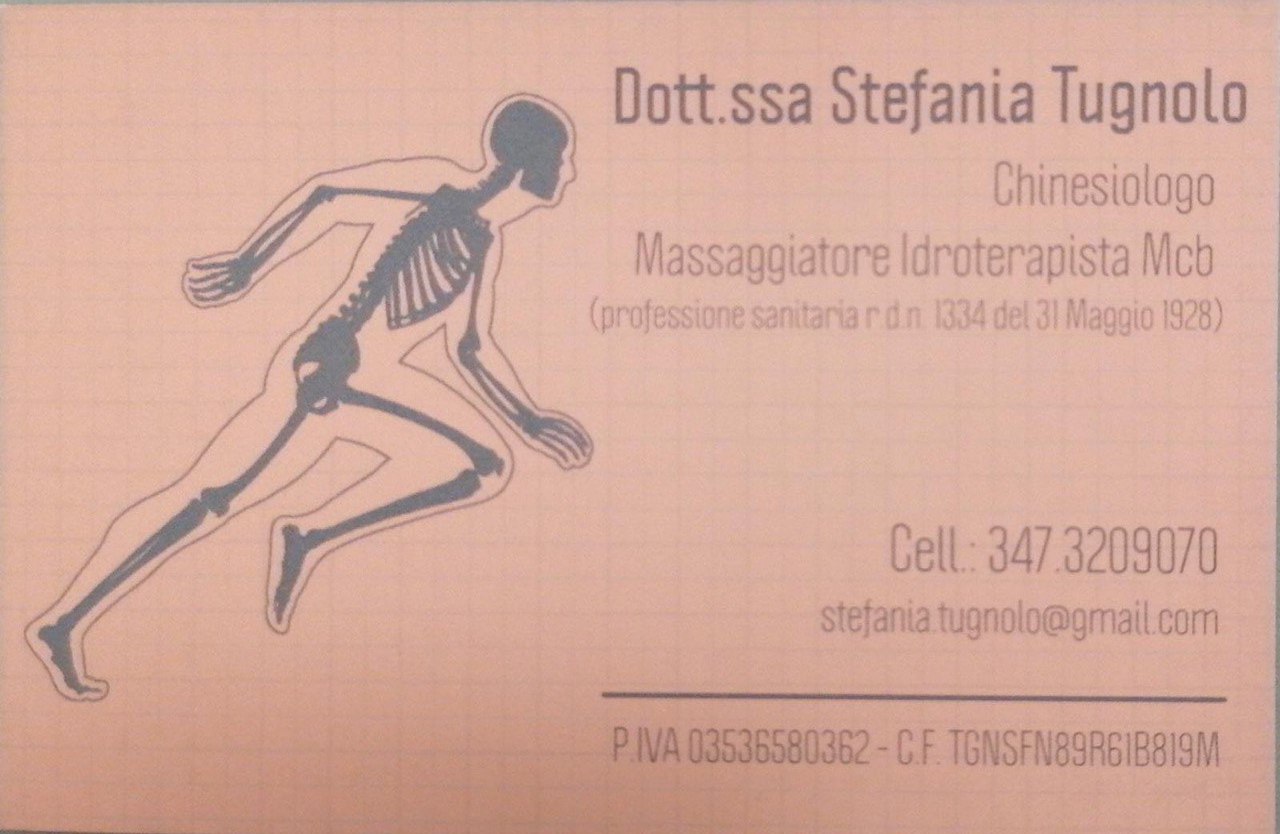 Dott.ssa Stefania Tugnolo
Chinesiologo
Massaggiatore Idroterapista Mcb
(professione sanitaria r.d.n. 1334 del 31 Maggio 1928)
Cell.: 347.3209070
stefania.tugnolo@gmail.com
P.IVA 03536580362 - C.F. TGNSFN89R61B819M